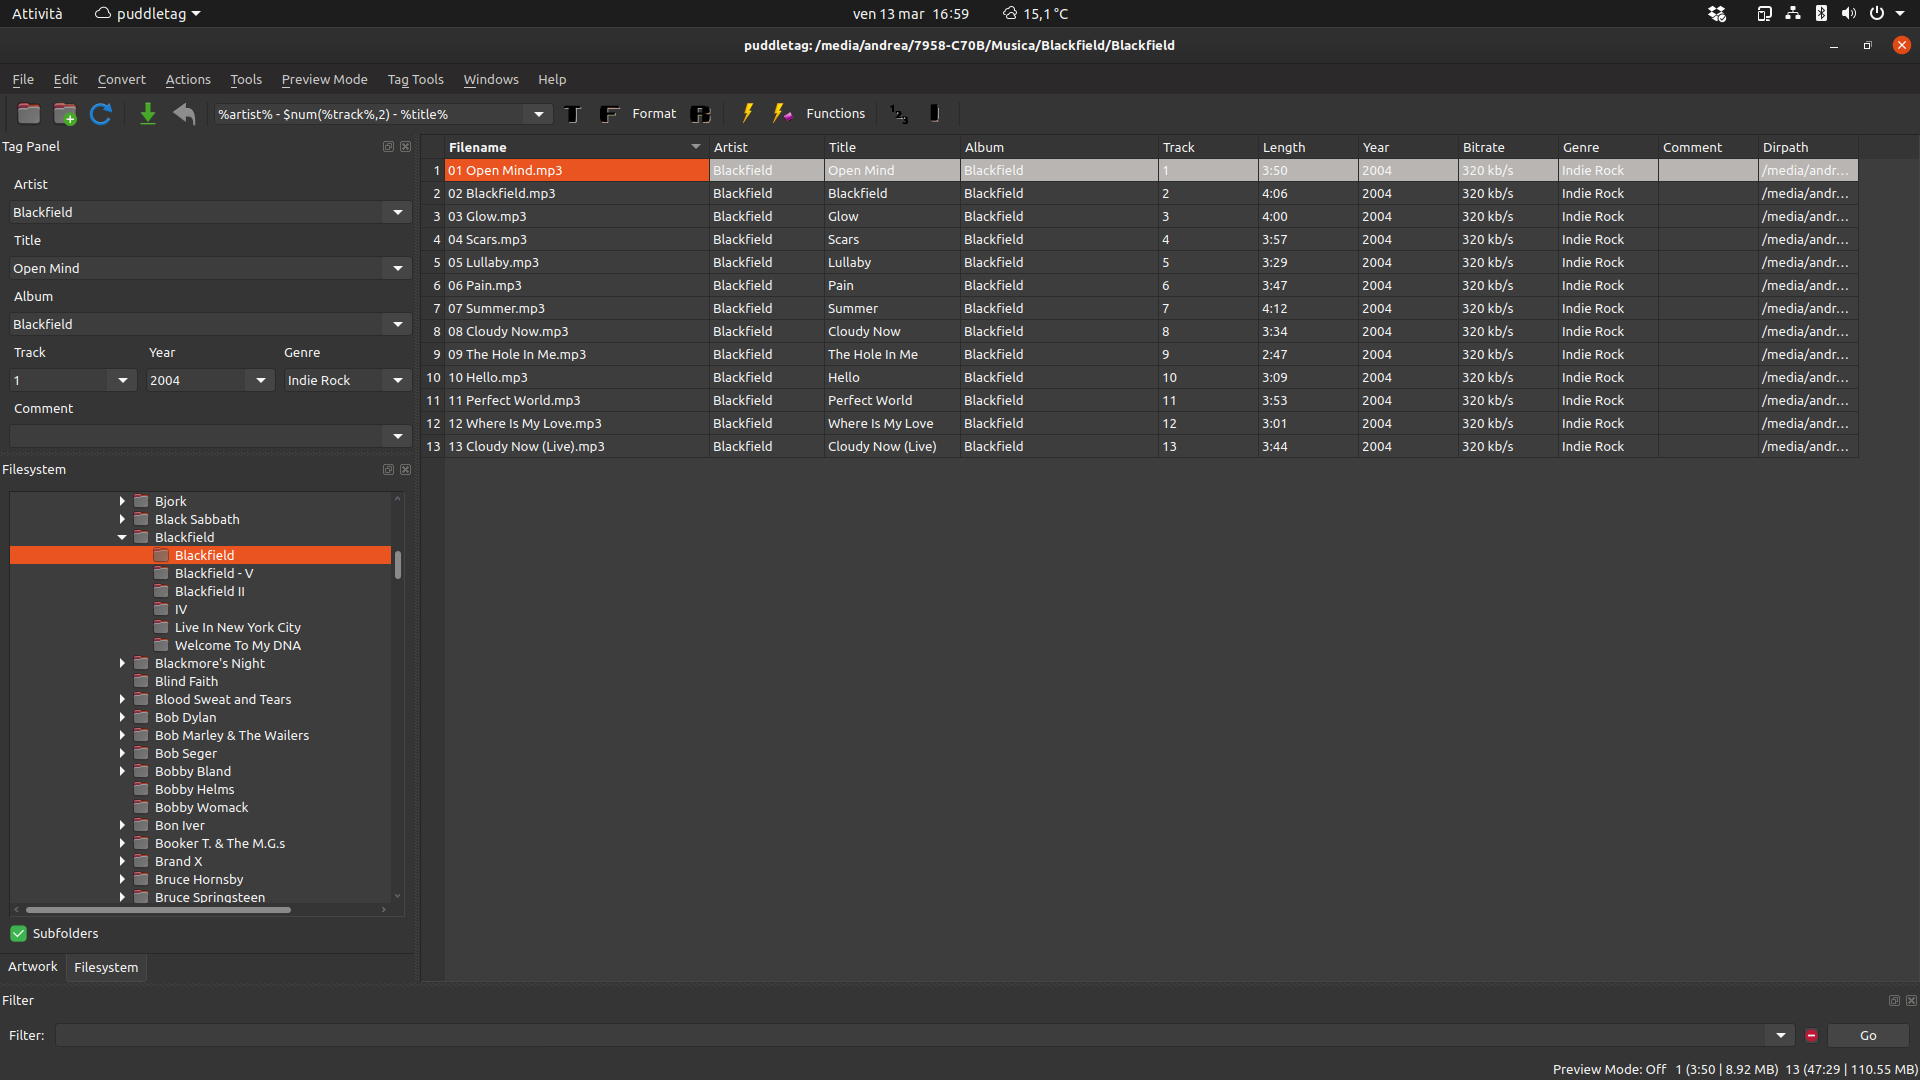 Attività puddletag ven 13 mar 16:59 15,1 °C
puddletag: /media/andrea/7958-C70B/Musica/Blackfield/Blackfield
File Edit Convert Actions Tools Preview Mode Tag Tools Windows Help
%artist% - $num(%track%,2) - %title% Format Functions
Tag Panel
Artist
Blackfield
Title
Open Mind
Album
Blackfield
Track Year Genre
1 2004 Indie Rock
Comment
Filesystem
Bjork
Black Sabbath
Blackfield
Blackfield
Blackfield - V
Blackfield II
IV
Live In New York City
Welcome To My DNA
Blackmore's Night
Blind Faith
Blood Sweat and Tears
Bob Dylan
Bob Marley & The Wailers
Bob Seger
Bobby Bland
Bobby Helms
Bobby Womack
Bon Iver
Booker T. & The M.G.s
Brand X
Bruce Hornsby
Bruce Springsteen
Subfolders
Artwork Filesystem
Filename Artist Title Album Track Length Year Bitrate Genre Comment Dirpath
1 01 Open Mind.mp3 Blackfield Open Mind Blackfield 1 3:50 2004 320 kb/s Indie Rock /media/andr...
2 02 Blackfield.mp3 Blackfield Blackfield Blackfield 2 4:06 2004 320 kb/s Indie Rock /media/andr...
3 03 Glow.mp3 Blackfield Glow Blackfield 3 4:00 2004 320 kb/s Indie Rock /media/andr...
4 04 Scars.mp3 Blackfield Scars Blackfield 4 3:57 2004 320 kb/s Indie Rock /media/andr...
5 05 Lullaby.mp3 Blackfield Lullaby Blackfield 5 3:29 2004 320 kb/s Indie Rock /media/andr...
6 06 Pain.mp3 Blackfield Pain Blackfield 6 3:47 2004 320 kb/s Indie Rock /media/andr...
7 07 Summer.mp3 Blackfield Summer Blackfield 7 4:12 2004 320 kb/s Indie Rock /media/andr...
8 08 Cloudy Now.mp3 Blackfield Cloudy Now Blackfield 8 3:34 2004 320 kb/s Indie Rock /media/andr...
9 09 The Hole In Me.mp3 Blackfield The Hole In Me Blackfield 9 2:47 2004 320 kb/s Indie Rock /media/andr...
10 10 Hello.mp3 Blackfield Hello Blackfield 10 3:09 2004 320 kb/s Indie Rock /media/andr...
11 11 Perfect World.mp3 Blackfield Perfect World Blackfield 11 3:53 2004 320 kb/s Indie Rock /media/andr...
12 12 Where Is My Love.mp3 Blackfield Where Is My Love Blackfield 12 3:01 2004 320 kb/s Indie Rock /media/andr...
13 13 Cloudy Now (Live).mp3 Blackfield Cloudy Now (Live) Blackfield 13 3:44 2004 320 kb/s Indie Rock /media/andr...
Filter
Filter: Go
Preview Mode: Off 1 (3:50 | 8.92 MB) 13 (47:29 | 110.55 MB)